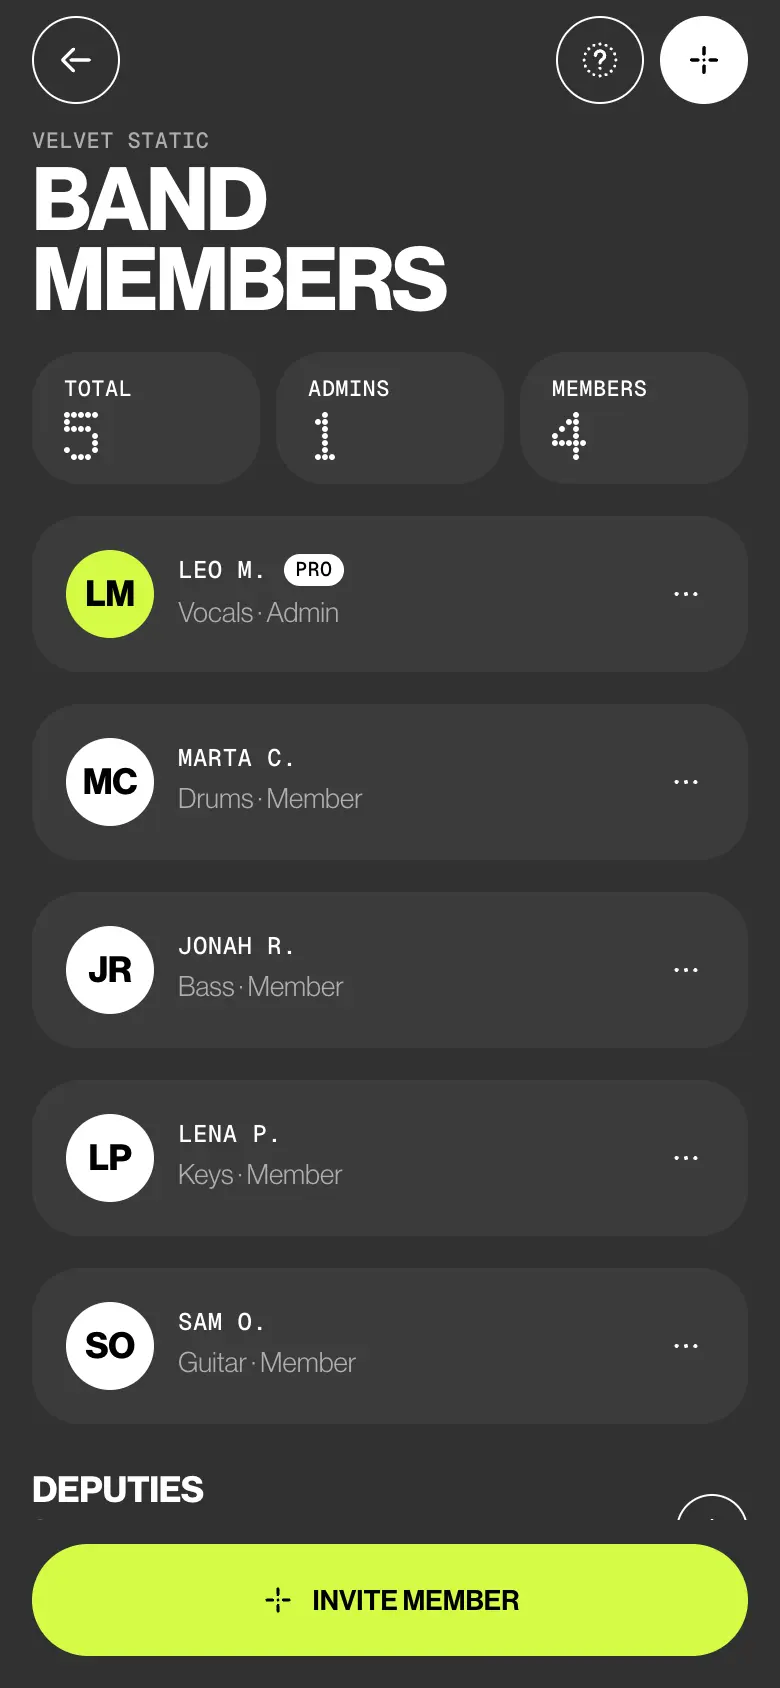 VELVET STATIC
BAND
MEMBERS
TOTAL
5
ADMINS
1
MEMBERS
4
LM
LEO M. PRO
Vocals · Admin
MC
MARTA C.
Drums · Member
JR
JONAH R.
Bass · Member
LP
LENA P.
Keys · Member
SO
SAM O.
Guitar · Member
DEPUTIES
INVITE MEMBER